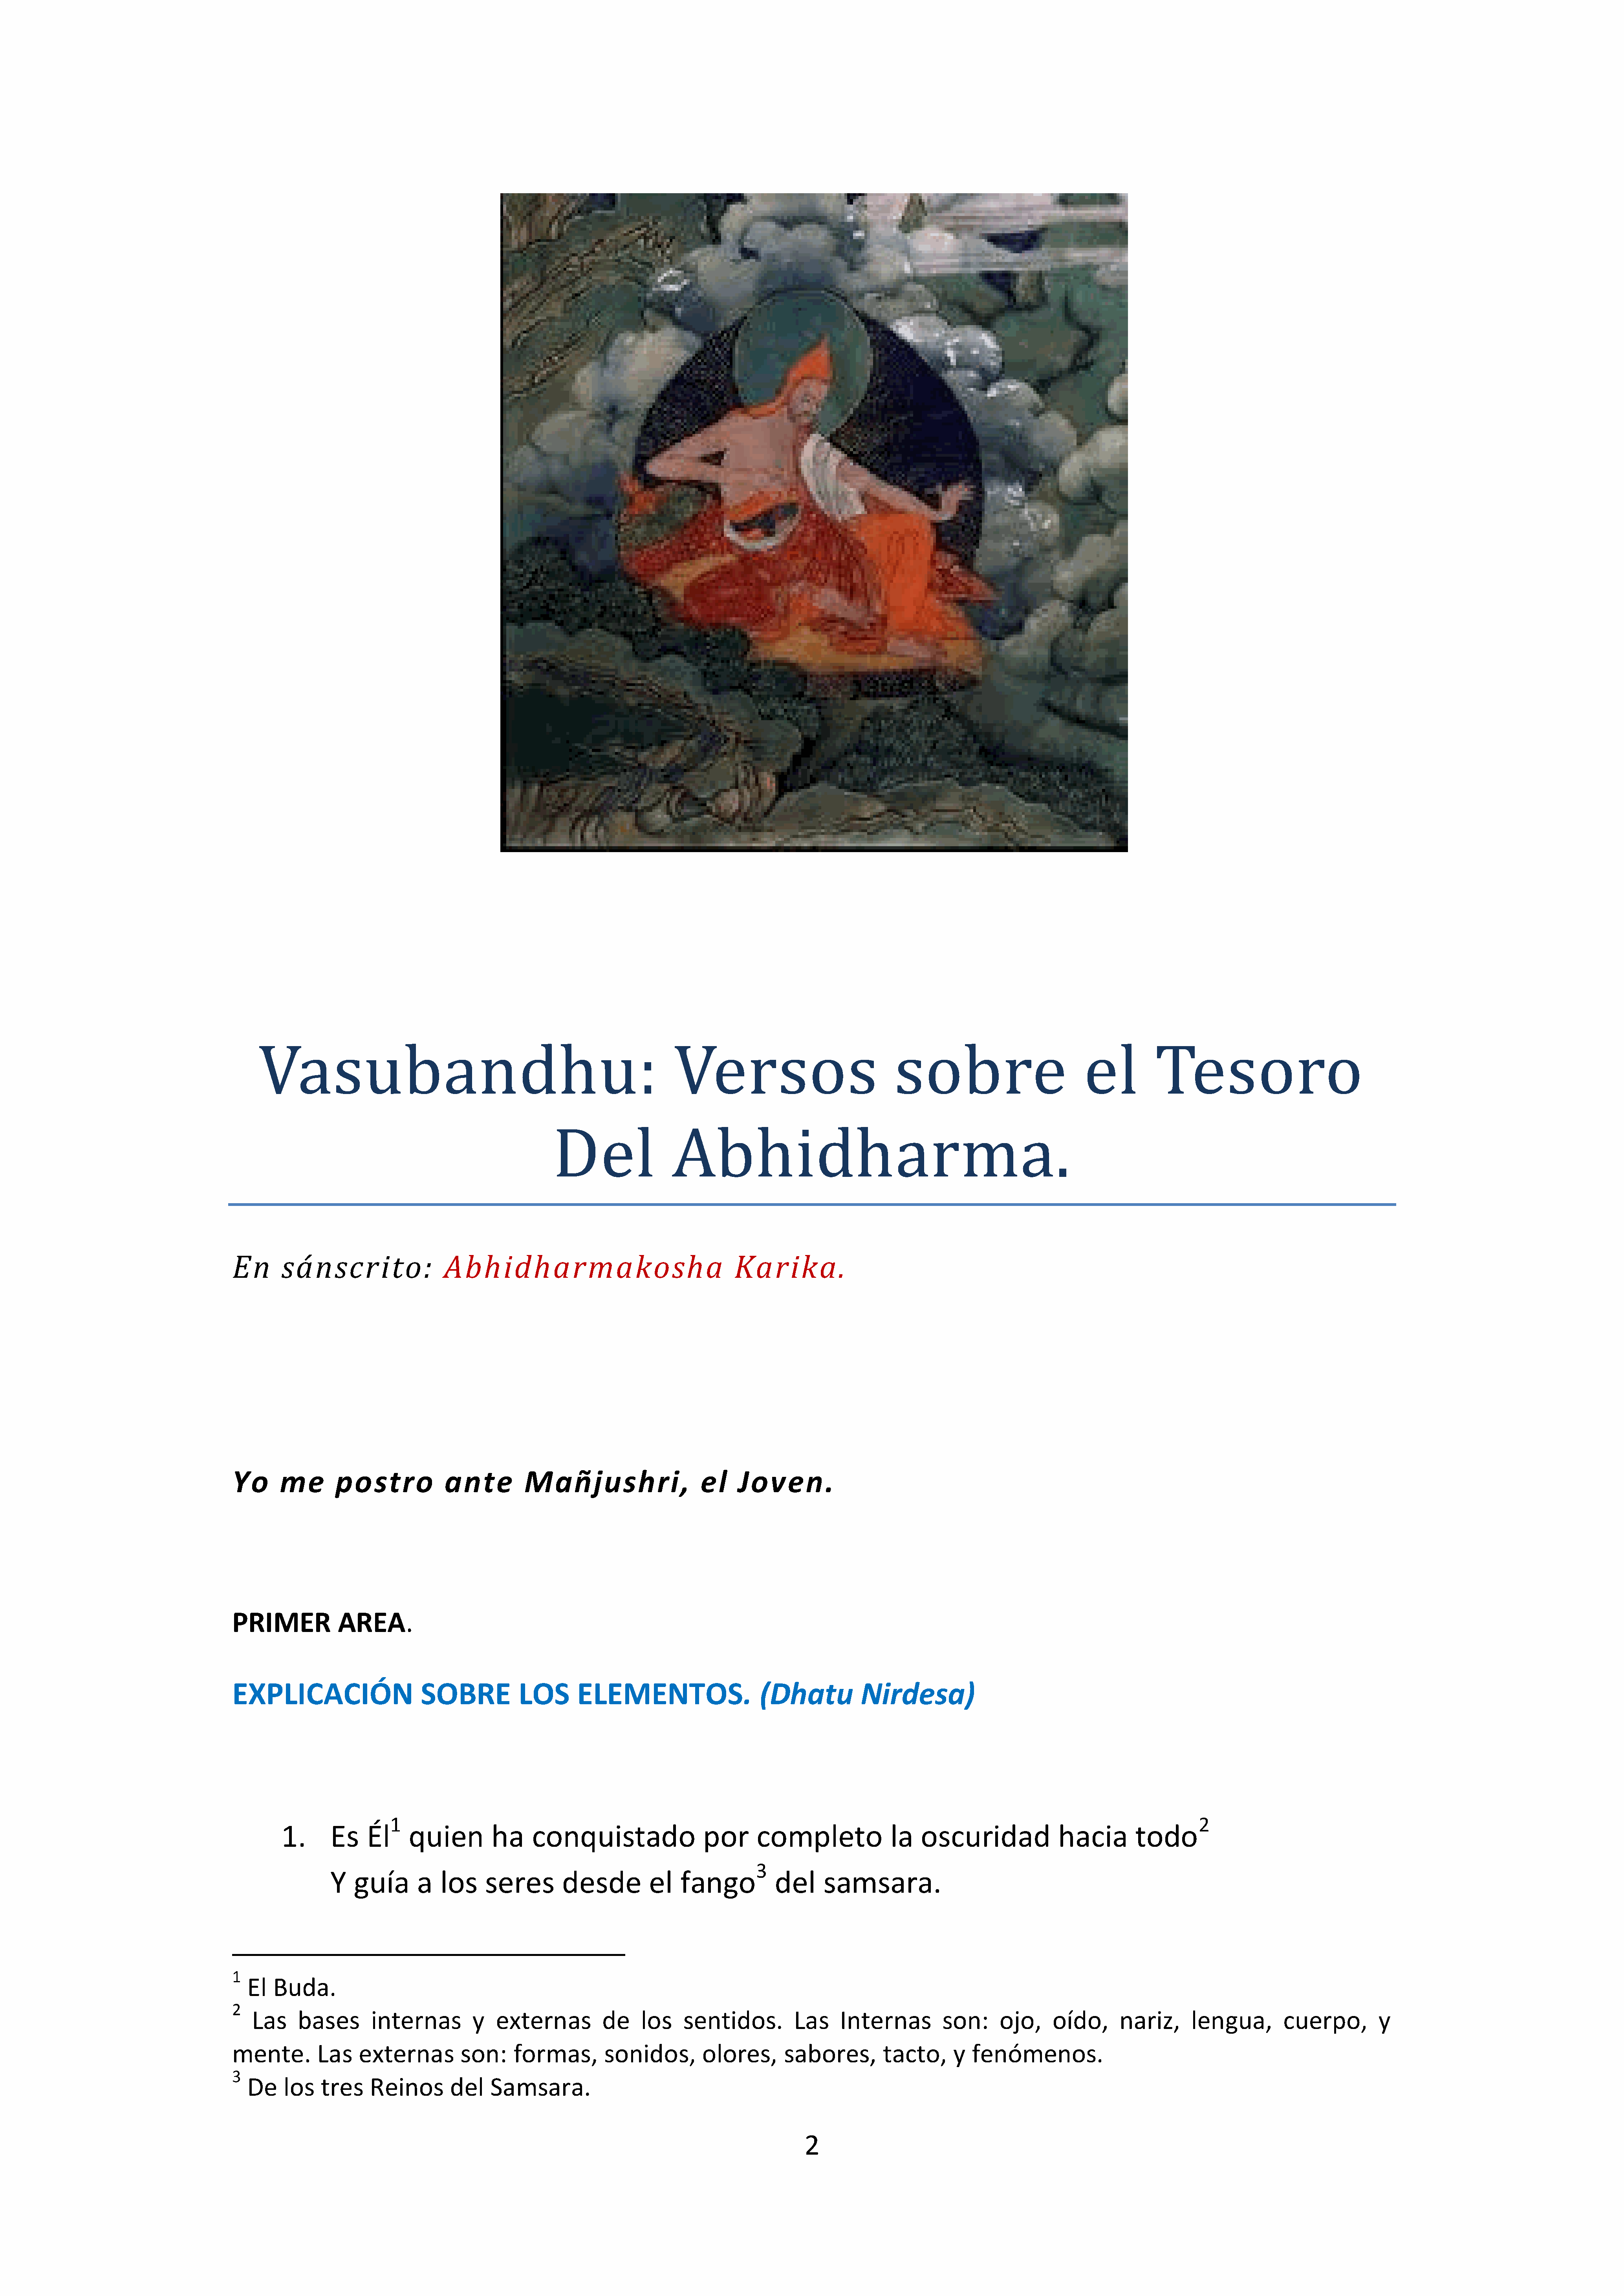 Vasubandhu: Versos sobre el Tesoro
Del Abhidharma.
En sánscrito: Abhidharmakosha Karika.
Yo me postro ante Mañjushri, el Joven.
PRIMER AREA.
EXPLICACIÓN SOBRE LOS ELEMENTOS. (Dhatu Nirdesa)
1. Es Él¹ quien ha conquistado por completo la oscuridad hacia todo²
Y guía a los seres desde el fango³ del samsara.
¹ El Buda.
² Las bases internas y externas de los sentidos. Las Internas son: ojo, oído, nariz, lengua, cuerpo, y
mente. Las externas son: formas, sonidos, olores, sabores, tacto, y fenómenos.
³ De los tres Reinos del Samsara.
2